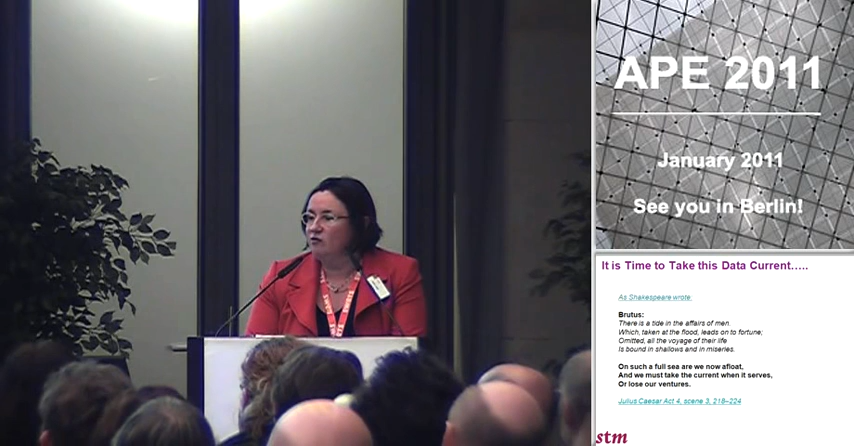 APE 2011
January 2011
See you in Berlin!
It is Time to Take this Data Current…..
As Shakespeare wrote:
Brutus:
There is a tide in the affairs of men.
Which, taken at the flood, leads on to fortune;
Omitted, all the voyage of their life
Is bound in shallows and in miseries.
On such a full sea are we now afloat,
And we must take the current when it serves,
Or lose our ventures.
Julius Caesar Act 4, scene 3, 218–224
stm